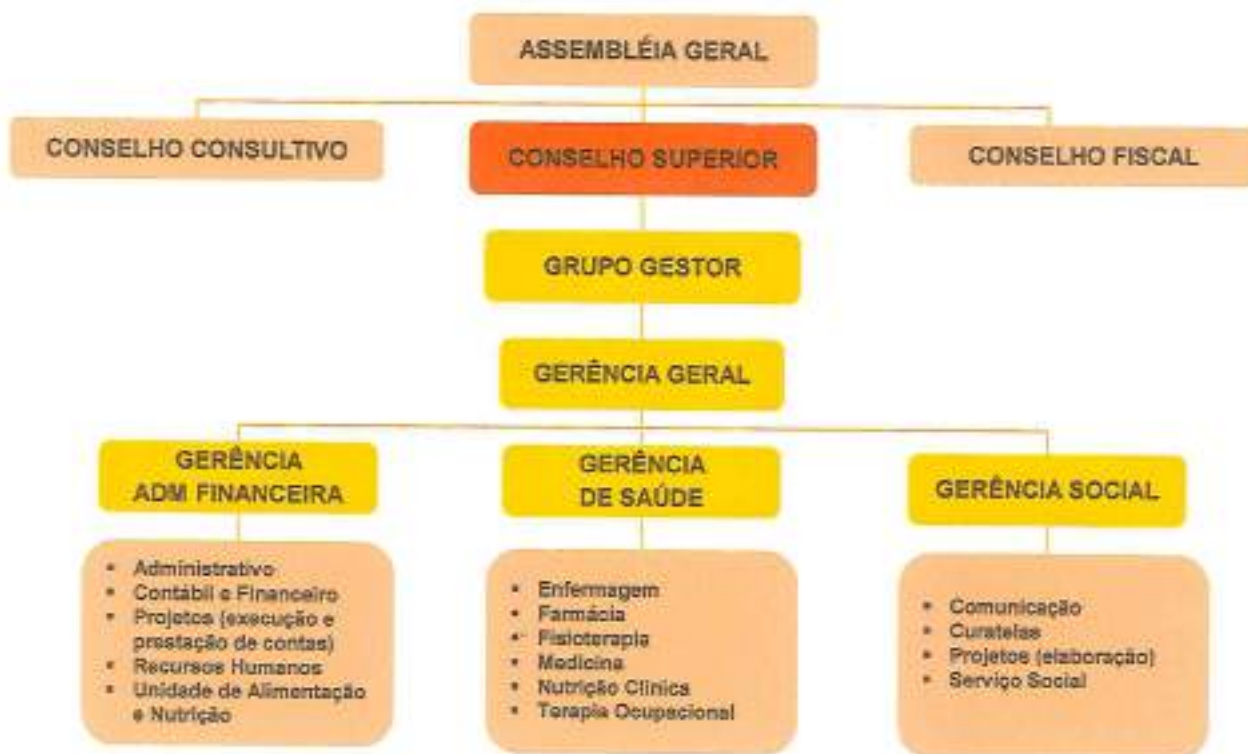 ASSEMBLÉIA GERAL
CONSELHO CONSULTIVO
CONSELHO SUPERIOR
CONSELHO FISCAL
GRUPO GESTOR
GERÊNCIA GERAL
GERÊNCIA
ADM FINANCEIRA
GERÊNCIA
DE SAÚDE
GERÊNCIA SOCIAL
▪ Administrativo
▪ Contábil e Financeiro
▪ Projetos (execução e
prestação de contas)
▪ Recursos Humanos
▪ Unidade de Alimentação
e Nutrição
▪ Enfermagem
▪ Farmácia
▪ Fisioterapia
▪ Medicina
▪ Nutrição Clínica
▪ Terapia Ocupacional
▪ Comunicação
▪ Curatelas
▪ Projetos (elaboração)
▪ Serviço Social